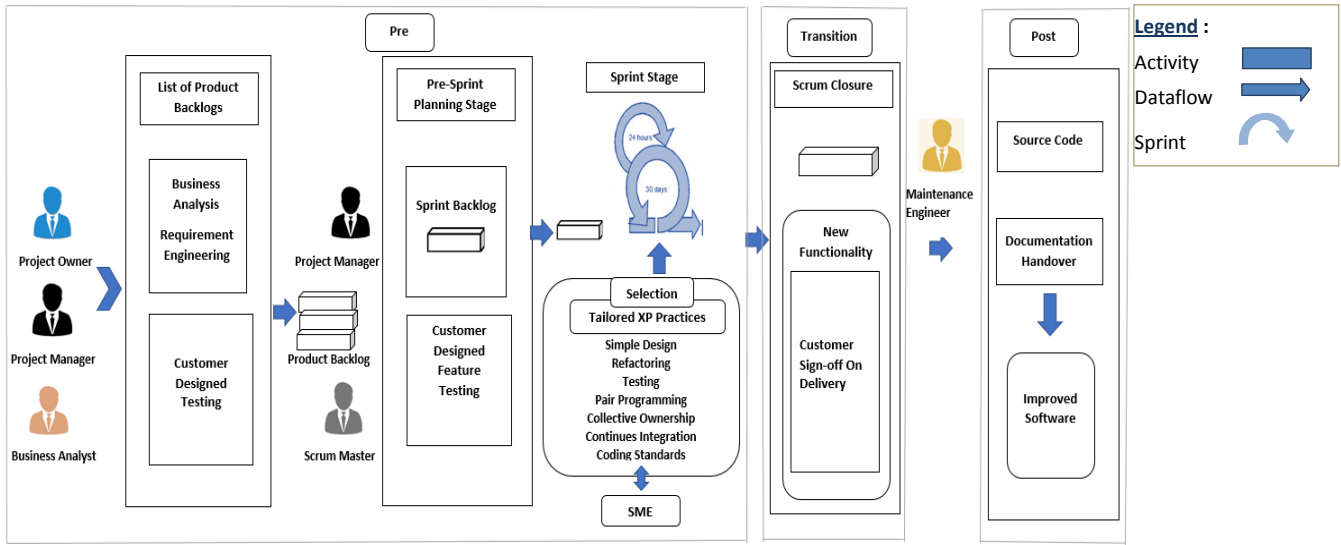 Pre
List of Product
Backlogs
Business
Analysis
Requirement
Engineering
Customer
Designed
Testing
Project Owner
Project Manager
Business Analyst
Project Manager
Product Backlog
Scrum Master
Pre-Sprint
Planning Stage
Sprint Backlog
Customer
Designed
Feature
Testing
Sprint Stage
24 hours
30 days
Selection
Tailored XP Practices
Simple Design
Refactoring
Testing
Pair Programming
Collective Ownership
Continues Integration
Coding Standards
SME
Transition
Scrum Closure
New
Functionality
Customer
Sign-off On
Delivery
Maintenance
Engineer
Post
Source Code
Documentation
Handover
Improved
Software
Legend :
Activity
Dataflow
Sprint